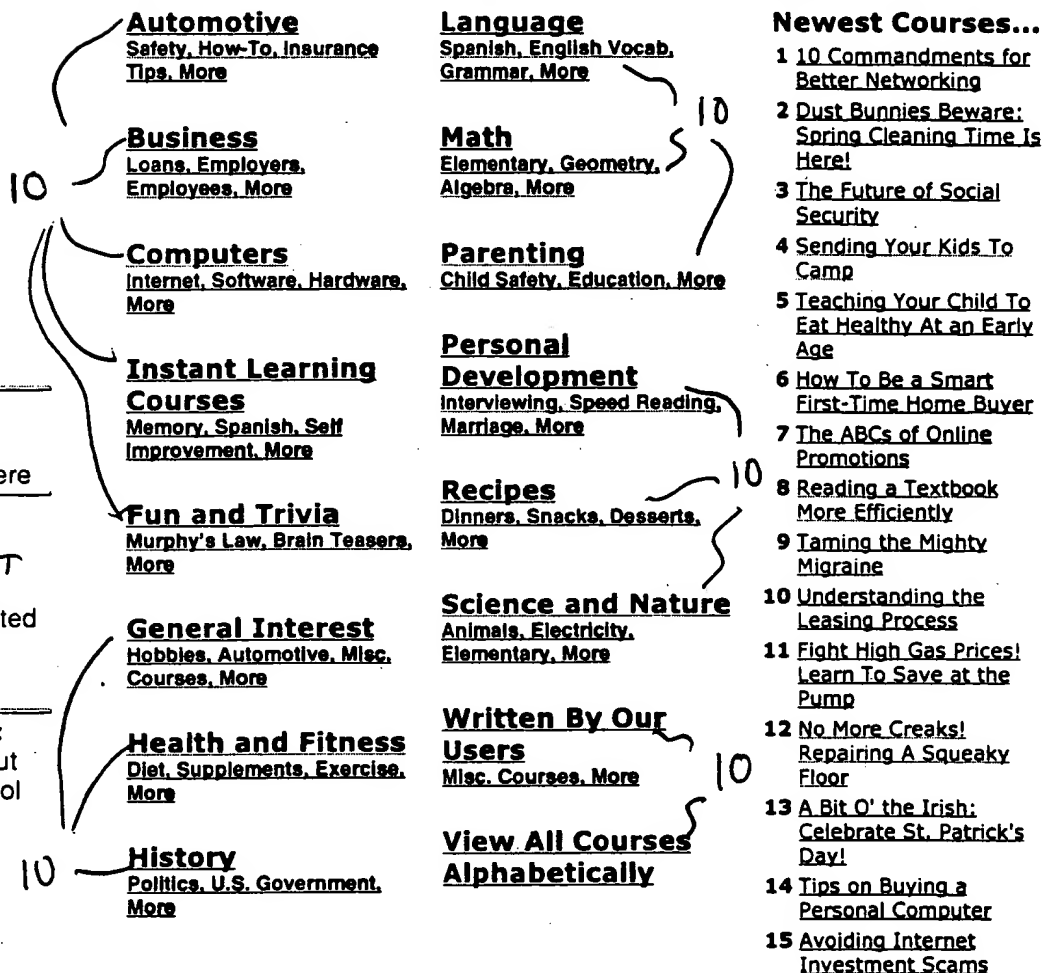 ere
T
ted
ut
ol
10
10
Automotive
Safety, How-To, Insurance
Tips, More
Business
Loans, Employers,
Employees, More
Computers
Internet, Software, Hardware,
More
Instant Learning
Courses
Memory, Spanish, Self
Improvement, More
Fun and Trivia
Murphy's Law, Brain Teasers,
More
General Interest
Hobbies, Automotive, Misc.
Courses, More
Health and Fitness
Diet, Supplements, Exercise,
More
History
Politics, U.S. Government,
More
Language
Spanish, English Vocab,
Grammar, More
10
Math
Elementary, Geometry,
Algebra, More
Parenting
Child Safety, Education, More
Personal
Development
Interviewing, Speed Reading,
Marriage, More
10
Recipes
Dinners, Snacks, Desserts,
More
Science and Nature
Animals, Electricity,
Elementary, More
Written By Our
Users
Misc. Courses, More
10
View All Courses
Alphabetically
Newest Courses...
1 10 Commandments for
Better Networking
2 Dust Bunnies Beware:
Spring Cleaning Time Is
Here!
3 The Future of Social
Security
4 Sending Your Kids To
Camp
5 Teaching Your Child To
Eat Healthy At an Early
Age
6 How To Be a Smart
First-Time Home Buyer
7 The ABCs of Online
Promotions
8 Reading a Textbook
More Efficiently
9 Taming the Mighty
Migraine
10 Understanding the
Leasing Process
11 Fight High Gas Prices!
Learn To Save at the
Pump
12 No More Creaks!
Repairing A Squeaky
Floor
13 A Bit O' the Irish:
Celebrate St. Patrick's
Day!
14 Tips on Buying a
Personal Computer
15 Avoiding Internet
Investment Scams